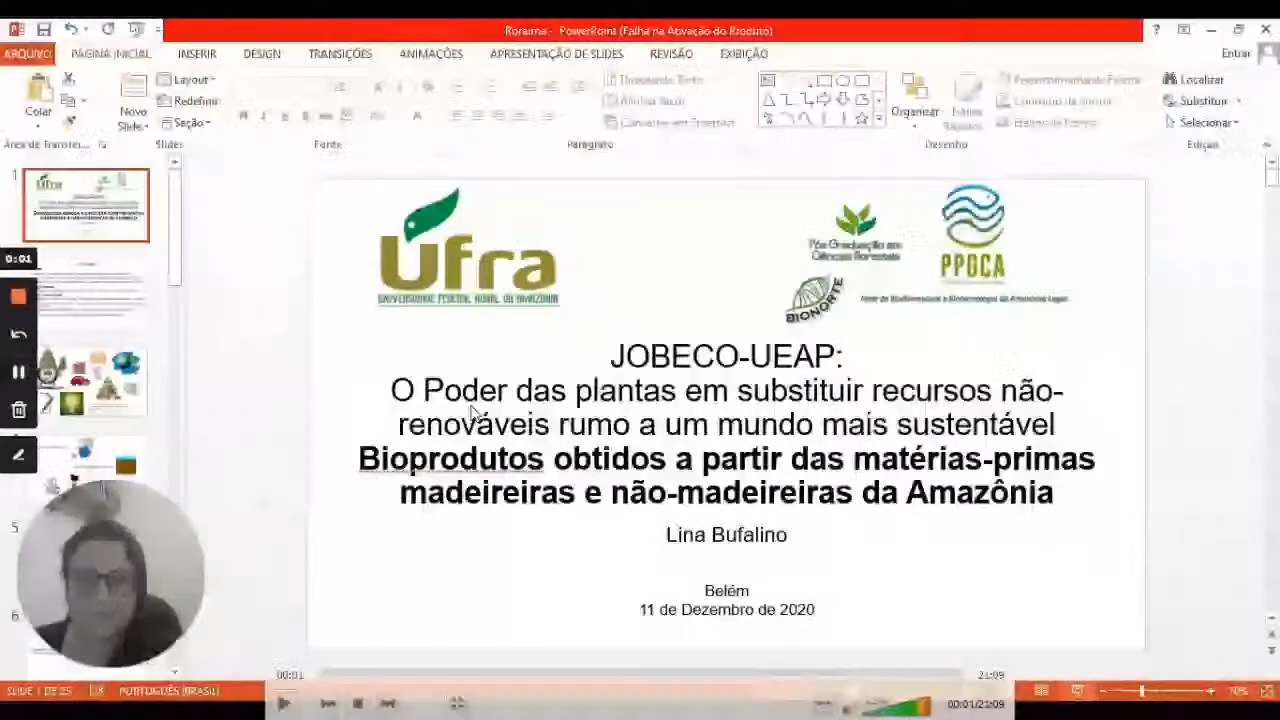 Roraima - PowerPoint (Falha na Ativação do Produto)
?
Entrar
ARQUIVO PÁGINA INICIAL INSERIR DESIGN TRANSIÇÕES ANIMAÇÕES APRESENTAÇÃO DE SLIDES REVISÃO EXIBIÇÃO
Colar
Novo
Slide
Layout
Redefinir
Seção
Organizar
Localizar
Substituir
Selecionar
Área de Transfer...
Slides
Fonte
Parágrafo
Desenho
Edição
1
0:01
5
6
Ufra
UNIVERSIDADE FEDERAL RURAL DA AMAZÔNIA
Pós-Graduação em
Ciências Florestais
PPGCA
BIONORTE
Rede de Biodiversidade e Biotecnologia da Amazônia Legal
JOBECO-UEAP:
O Poder das plantas em substituir recursos não-
renováveis rumo a um mundo mais sustentável
Bioprodutos obtidos a partir das matérias-primas
madeireiras e não-madeireiras da Amazônia
Lina Bufalino
Belém
11 de Dezembro de 2020
00:01
21:09
SLIDE 1 DE 25
PORTUGUÊS (BRASIL)
00:01/21:09
70%